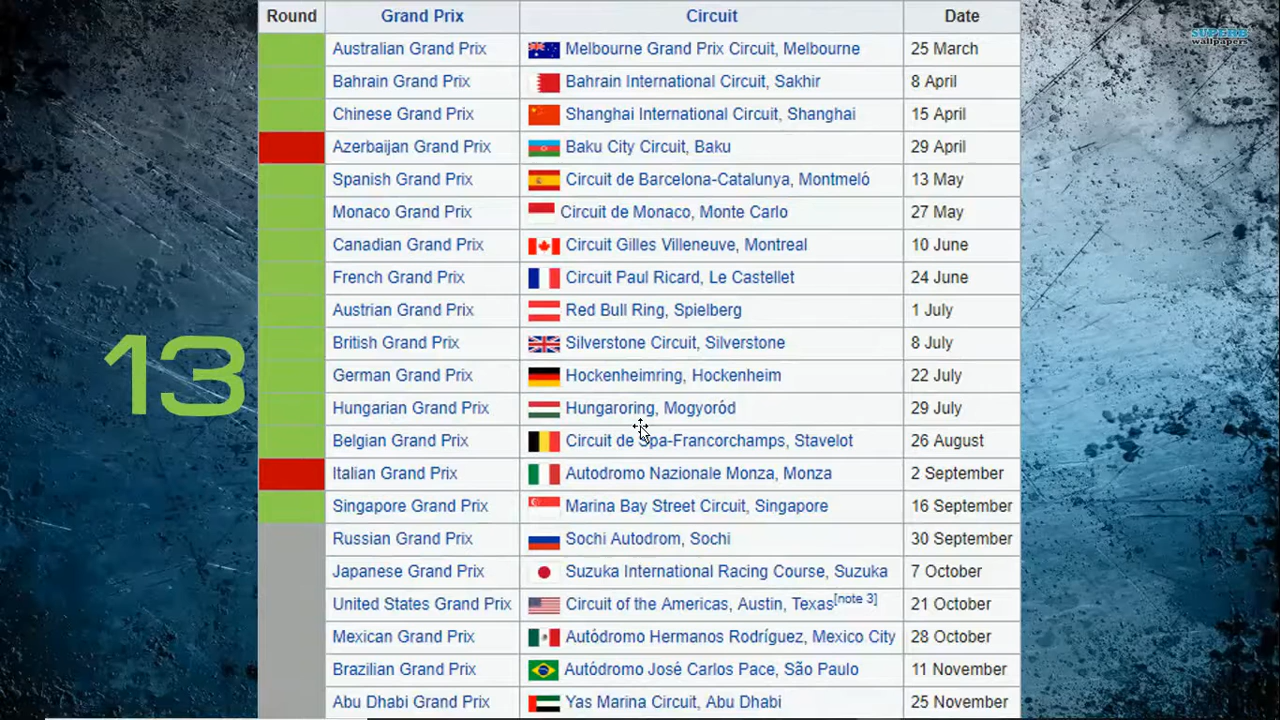 Round Grand Prix Circuit Date
Australian Grand Prix Melbourne Grand Prix Circuit, Melbourne 25 March
Bahrain Grand Prix Bahrain International Circuit, Sakhir 8 April
Chinese Grand Prix Shanghai International Circuit, Shanghai 15 April
Azerbaijan Grand Prix Baku City Circuit, Baku 29 April
Spanish Grand Prix Circuit de Barcelona-Catalunya, Montmeló 13 May
Monaco Grand Prix Circuit de Monaco, Monte Carlo 27 May
Canadian Grand Prix Circuit Gilles Villeneuve, Montreal 10 June
French Grand Prix Circuit Paul Ricard, Le Castellet 24 June
Austrian Grand Prix Red Bull Ring, Spielberg 1 July
British Grand Prix Silverstone Circuit, Silverstone 8 July
13
German Grand Prix Hockenheimring, Hockenheim 22 July
Hungarian Grand Prix Hungaroring, Mogyoród 29 July
Belgian Grand Prix Circuit de Spa-Francorchamps, Stavelot 26 August
Italian Grand Prix Autodromo Nazionale Monza, Monza 2 September
Singapore Grand Prix Marina Bay Street Circuit, Singapore 16 September
Russian Grand Prix Sochi Autodrom, Sochi 30 September
Japanese Grand Prix Suzuka International Racing Course, Suzuka 7 October
United States Grand Prix Circuit of the Americas, Austin, Texas[note 3] 21 October
Mexican Grand Prix Autódromo Hermanos Rodríguez, Mexico City 28 October
Brazilian Grand Prix Autódromo José Carlos Pace, São Paulo 11 November
Abu Dhabi Grand Prix Yas Marina Circuit, Abu Dhabi 25 November
SUPERB
wallpapers